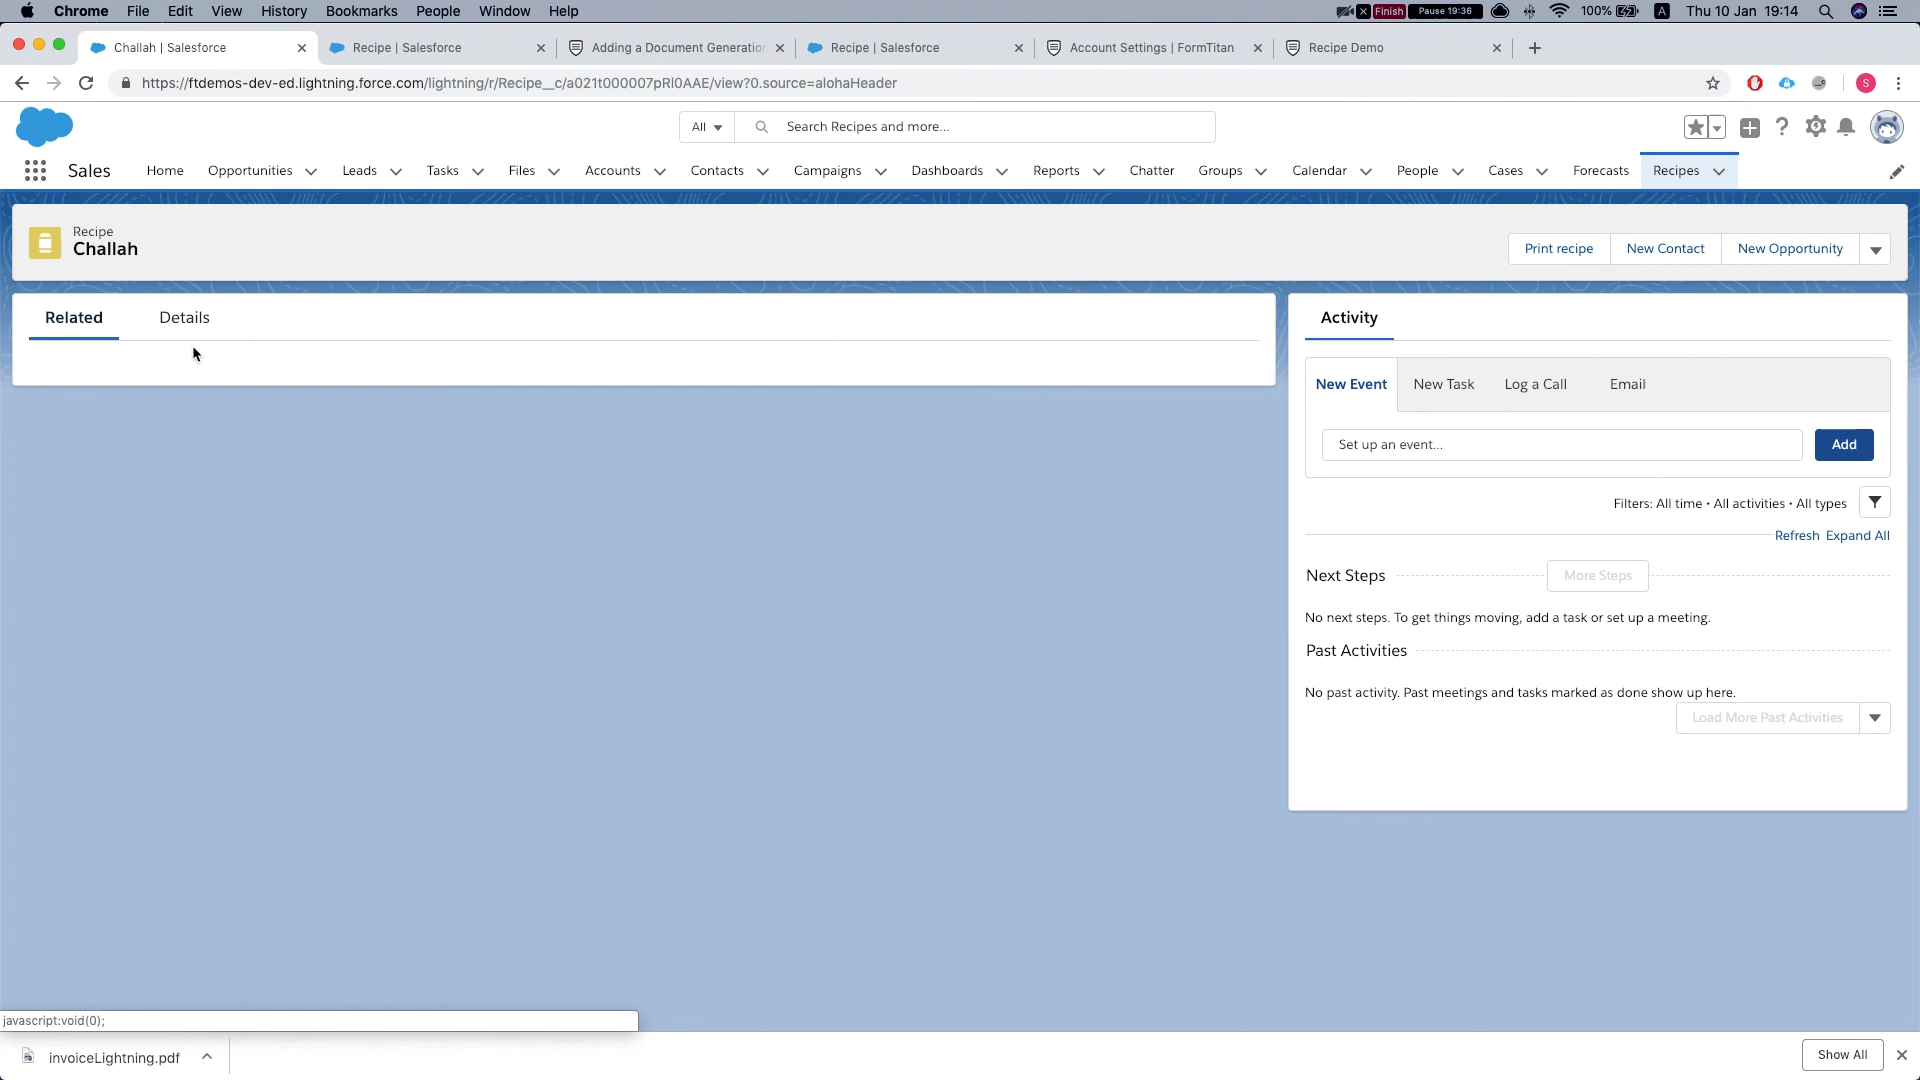 Chrome File Edit View History Bookmarks People Window Help Finish Pause 19:36 100% A Thu 10 Jan 19:14
Challah | Salesforce Recipe | Salesforce Adding a Document Generation Recipe | Salesforce Account Settings | FormTitan Recipe Demo
https://ftdemos-dev-ed.lightning.force.com/lightning/r/Recipe__c/a021t000007pRl0AAE/view?0.source=alohaHeader S
All Search Recipes and more...
Sales Home Opportunities Leads Tasks Files Accounts Contacts Campaigns Dashboards Reports Chatter Groups Calendar People Cases Forecasts Recipes
Recipe
Challah
Print recipe New Contact New Opportunity
Related Details
Activity
New Event New Task Log a Call Email
Set up an event... Add
Filters: All time • All activities • All types
Refresh Expand All
Next Steps More Steps
No next steps. To get things moving, add a task or set up a meeting.
Past Activities
No past activity. Past meetings and tasks marked as done show up here.
Load More Past Activities
javascript:void(0);
invoiceLightning.pdf Show All